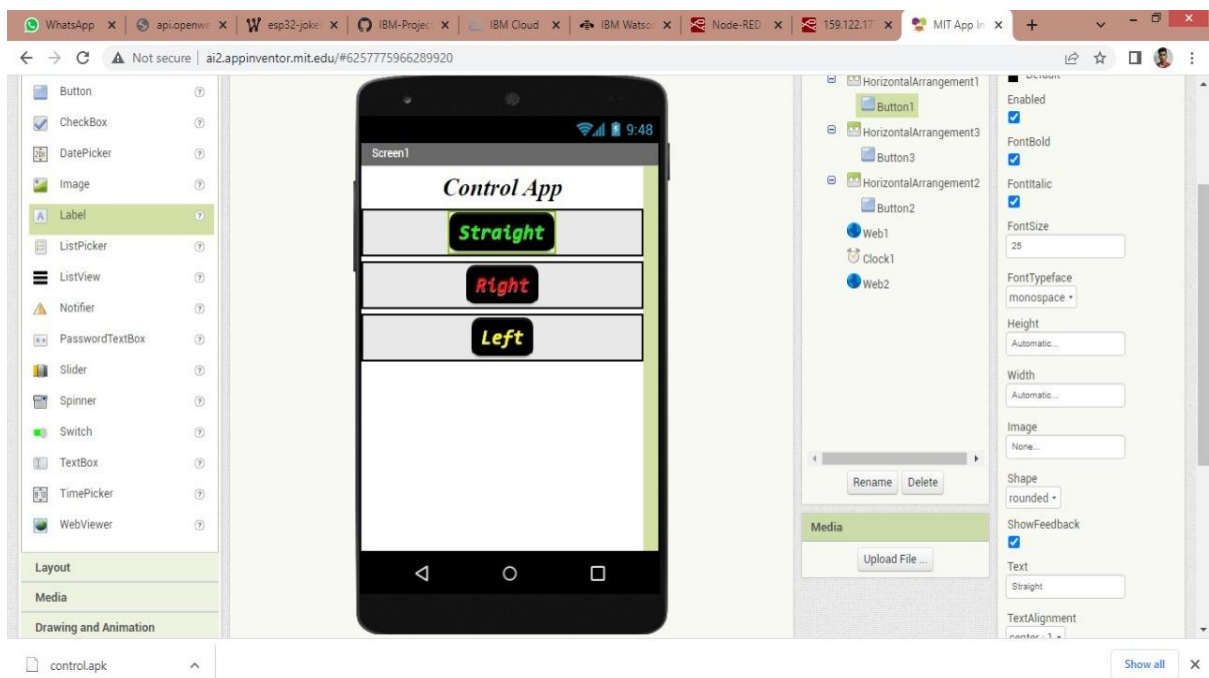 WhatsApp
api.openwe
esp32-joke
IBM-Projec
IBM Cloud
IBM Watso
Node-RED
159.122.17
MIT App In
Not secure
ai2.appinventor.mit.edu/#6257775966289920
Button
CheckBox
DatePicker
Image
Label
ListPicker
ListView
Notifier
PasswordTextBox
Slider
Spinner
Switch
TextBox
TimePicker
WebViewer
Layout
Media
Drawing and Animation
9:48
Screen1
Control App
Straight
Right
Left
HorizontalArrangement1
Button1
HorizontalArrangement3
Button3
HorizontalArrangement2
Button2
Web1
Clock1
Web2
Rename Delete
Media
Upload File ...
Default
Enabled
FontBold
FontItalic
FontSize
25
FontTypeface
monospace
Height
Automatic...
Width
Automatic...
Image
None...
Shape
rounded
ShowFeedback
Text
Straight
TextAlignment
center : 1
control.apk
Show all